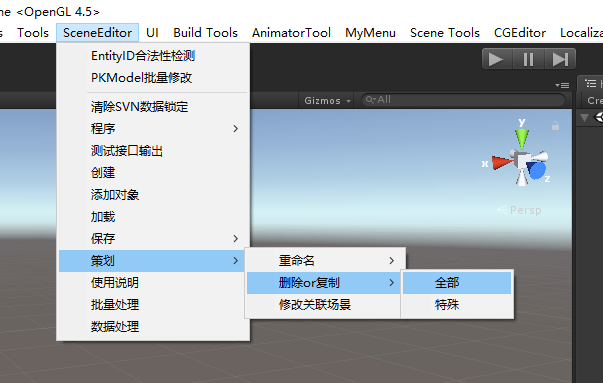 ne <OpenGL 4.5>
s Tools SceneEditor UI Build Tools AnimatorTool MyMenu Scene Tools CGEditor Localiza
EntityID合法性检测
PKModel批量修改
清除SVN数据锁定
程序
测试接口输出
创建
添加对象
加载
保存
策划
使用说明
批量处理
数据处理
重命名
删除or复制
修改关联场景
全部
特殊
Gizmos All
Cre
y
x
z
Persp